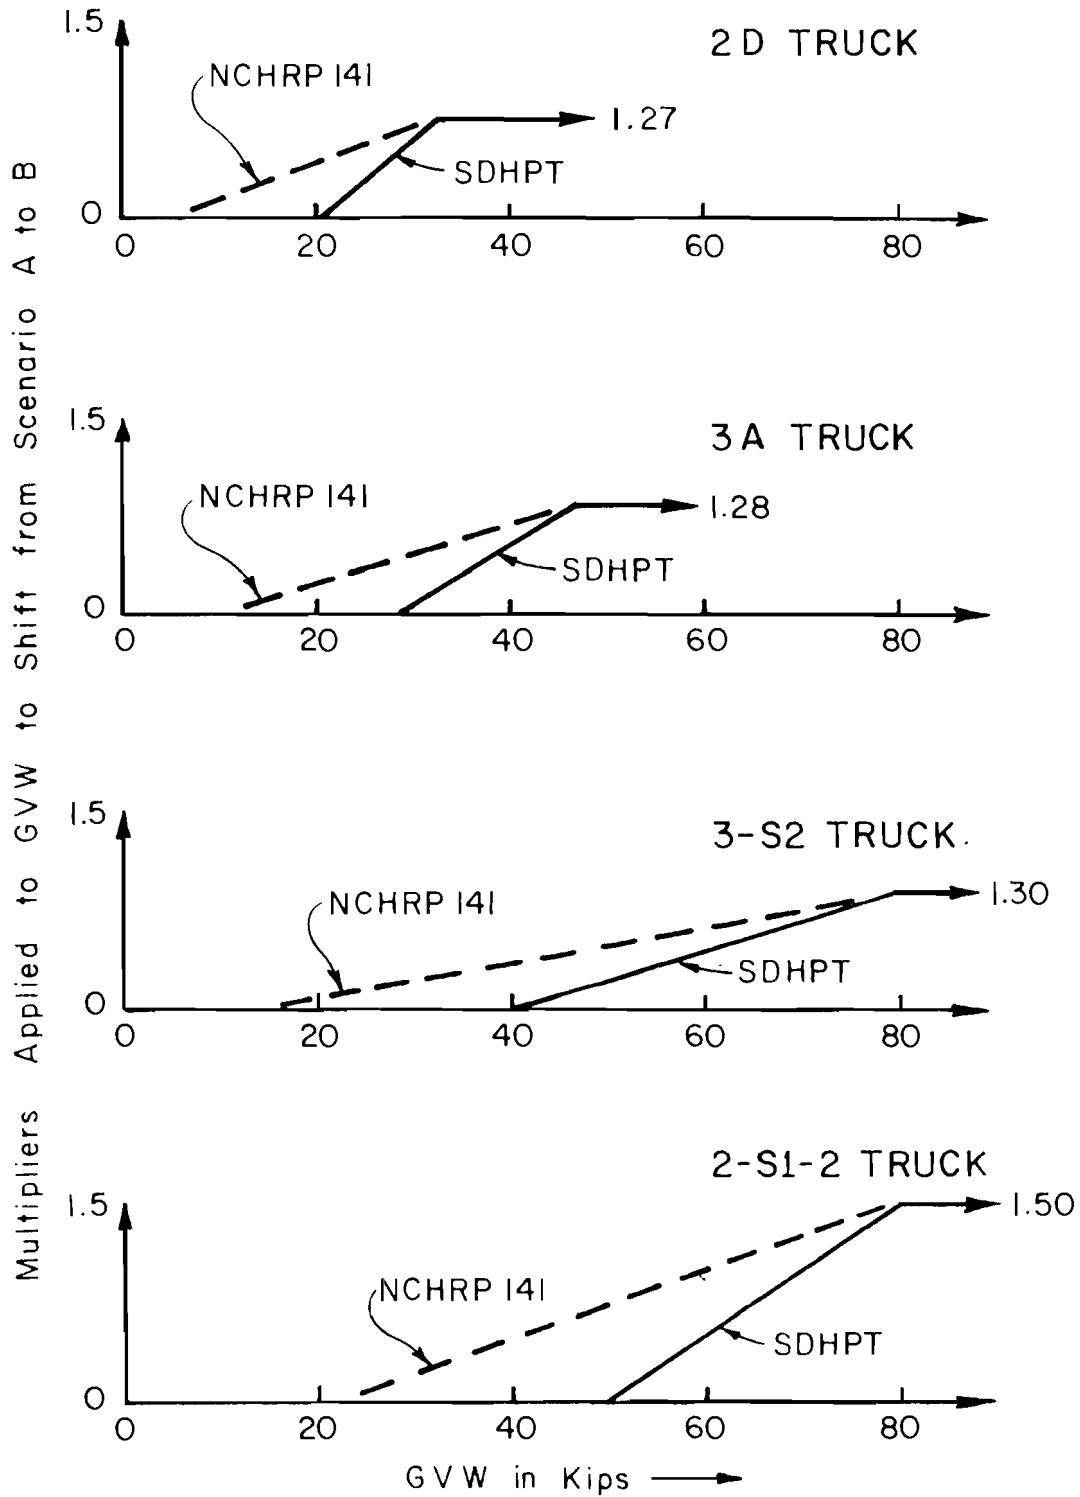 1.5
2D TRUCK
NCHRP 141
1.27
SDHPT
0
0 20 40 60 80
1.5
3A TRUCK
NCHRP 141
1.28
SDHPT
0
0 20 40 60 80
1.5
3-S2 TRUCK.
NCHRP 141
1.30
SDHPT
0
0 20 40 60 80
2-S1-2 TRUCK
1.5
1.50
NCHRP 141
SDHPT
0
0 20 40 60 80
GVW in Kips
Multipliers Applied to GVW to Shift from Scenario A to B